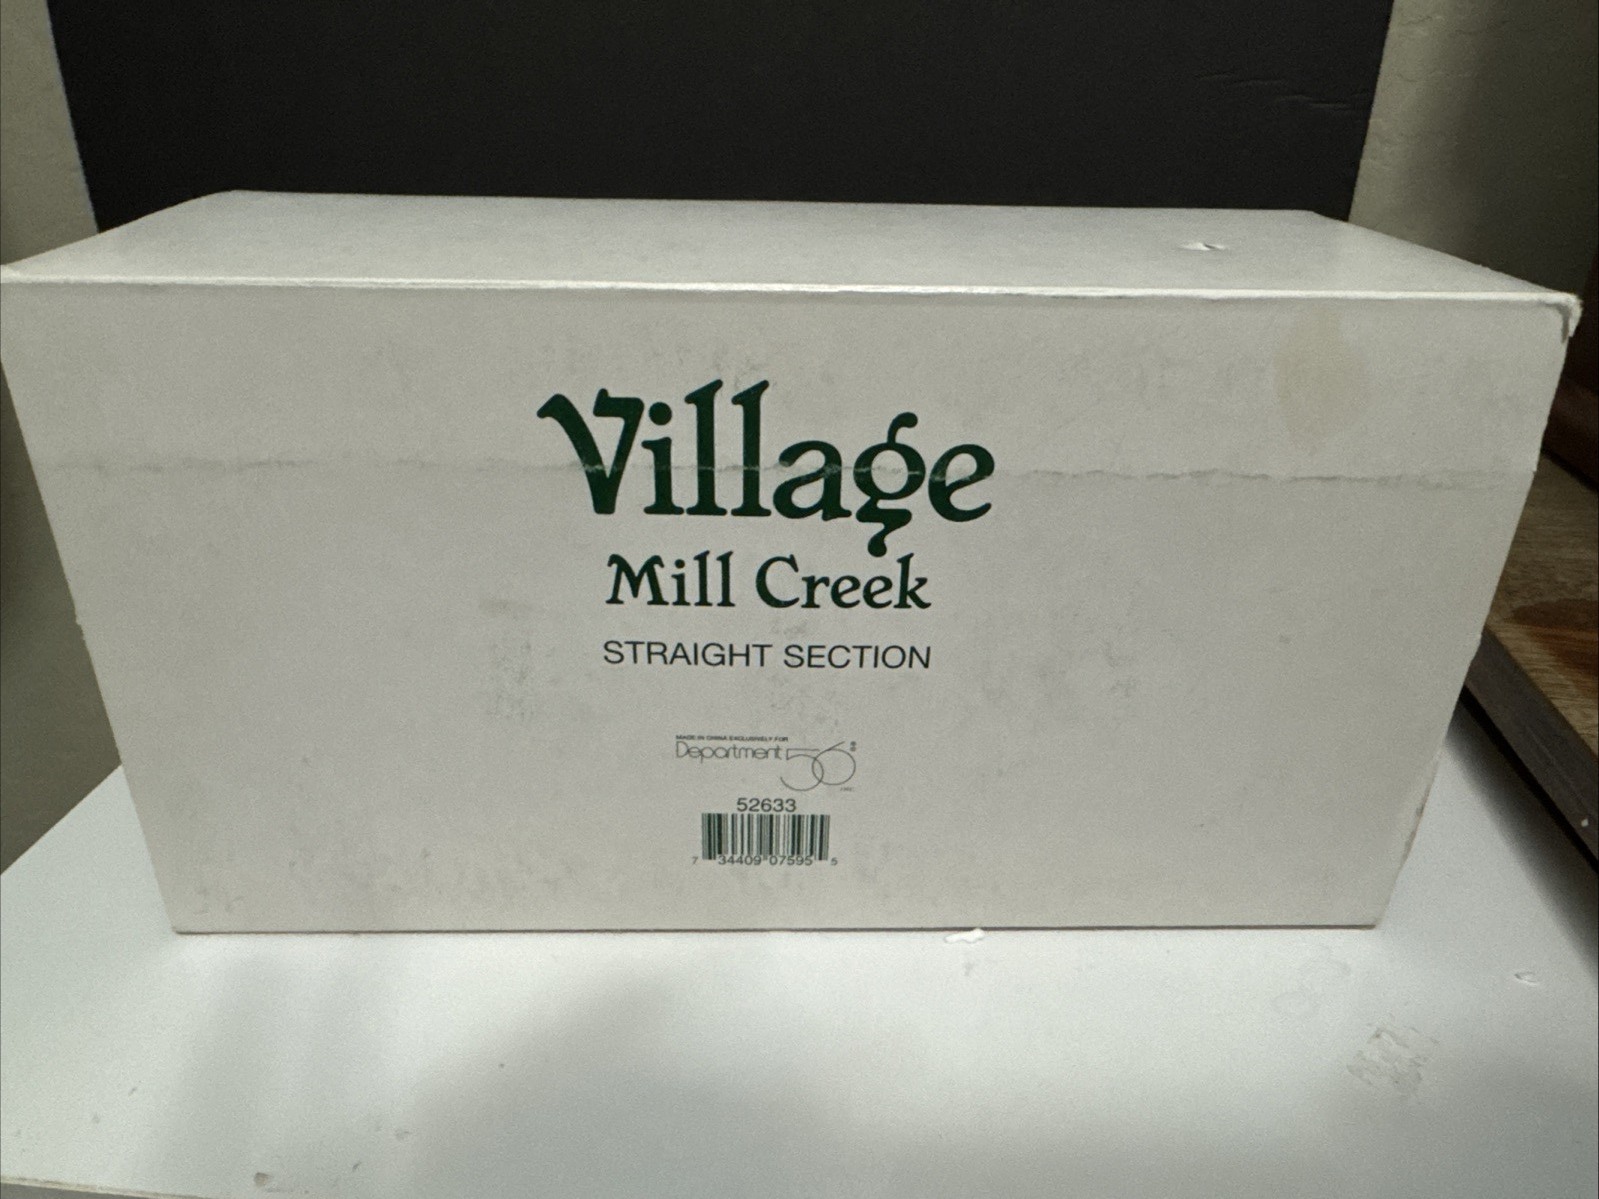 Village
Mill Creek
STRAIGHT SECTION
MADE IN CHINA EXCLUSIVELY FOR
Department 56®
52633
7 34409 07595 5